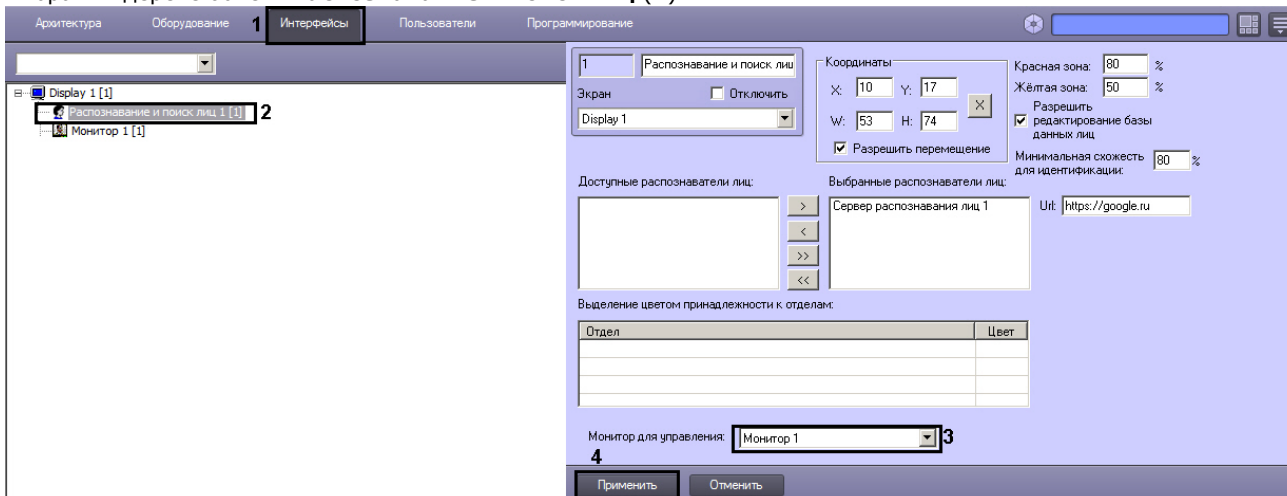 Архитектура Оборудование 1 Интерфейсы Пользователи Программирование
Display 1 [1]
Распознавание и поиск лиц 1 [1] 2
Монитор 1 [1]
1 Распознавание и поиск лиц
Экран Отключить
Display 1
Координаты
X: 10 Y: 17 X
W: 53 H: 74
Разрешить перемещение
Красная зона: 80 %
Жёлтая зона: 50 %
Разрешить
редактирование базы
данных лиц
Минимальная схожесть
для идентификации: 80 %
Доступные распознаватели лиц:
Выбранные распознаватели лиц:
>
<
>>
<<
Сервер распознавания лиц 1
Url: https://google.ru
Выделение цветом принадлежности к отделам:
Отдел Цвет
Монитор для управления: Монитор 1 3
4
Применить Отменить